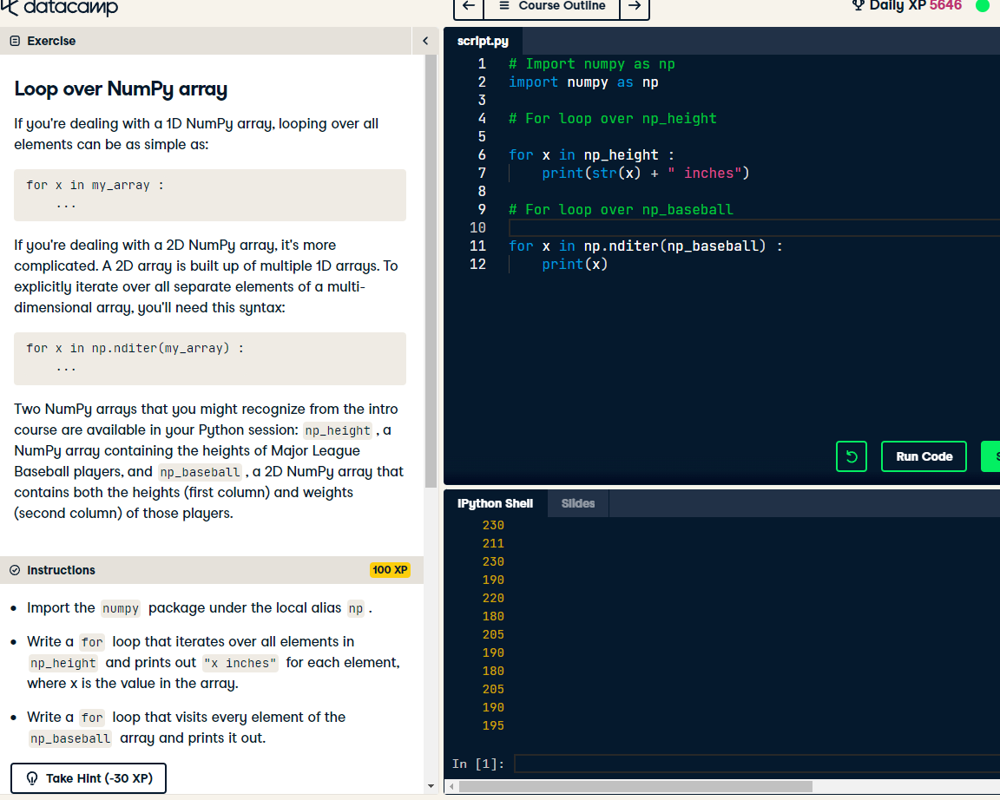 datacamp
Course Outline
Daily XP 5646
Exercise
Loop over NumPy array
If you're dealing with a 1D NumPy array, looping over all
elements can be as simple as:
for x in my_array :
    ...
If you're dealing with a 2D NumPy array, it's more
complicated. A 2D array is built up of multiple 1D arrays. To
explicitly iterate over all separate elements of a multi-
dimensional array, you'll need this syntax:
for x in np.nditer(my_array) :
    ...
Two NumPy arrays that you might recognize from the intro
course are available in your Python session: np_height , a
NumPy array containing the heights of Major League
Baseball players, and np_baseball , a 2D NumPy array that
contains both the heights (first column) and weights
(second column) of those players.
Instructions
100 XP
Import the numpy package under the local alias np .
Write a for loop that iterates over all elements in
np_height and prints out "x inches" for each element,
where x is the value in the array.
Write a for loop that visits every element of the
np_baseball array and prints it out.
Take Hint (-30 XP)
script.py
1 # Import numpy as np
2 import numpy as np
3
4 # For loop over np_height
5
6 for x in np_height :
7     print(str(x) + " inches")
8
9 # For loop over np_baseball
10
11 for x in np.nditer(np_baseball) :
12     print(x)
Run Code
S
IPython Shell
Slides
230
211
230
190
220
180
205
190
180
205
190
195
In [1]: